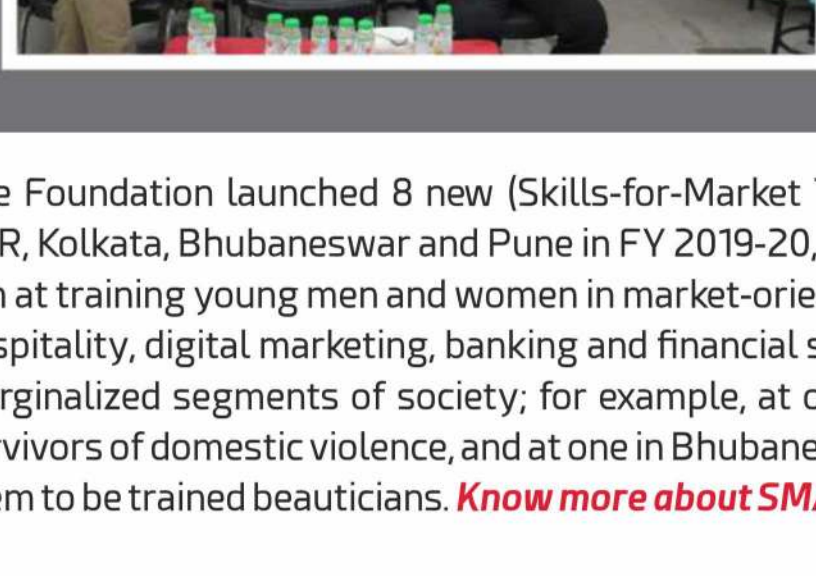 e Foundation launched 8 new (Skills-for-Market
R, Kolkata, Bhubaneswar and Pune in FY 2019-20,
at training young men and women in market-orie
spitality, digital marketing, banking and financial s
rginalized segments of society; for example, at o
vivors of domestic violence, and at one in Bhubane
em to be trained beauticians. Know more about SMA